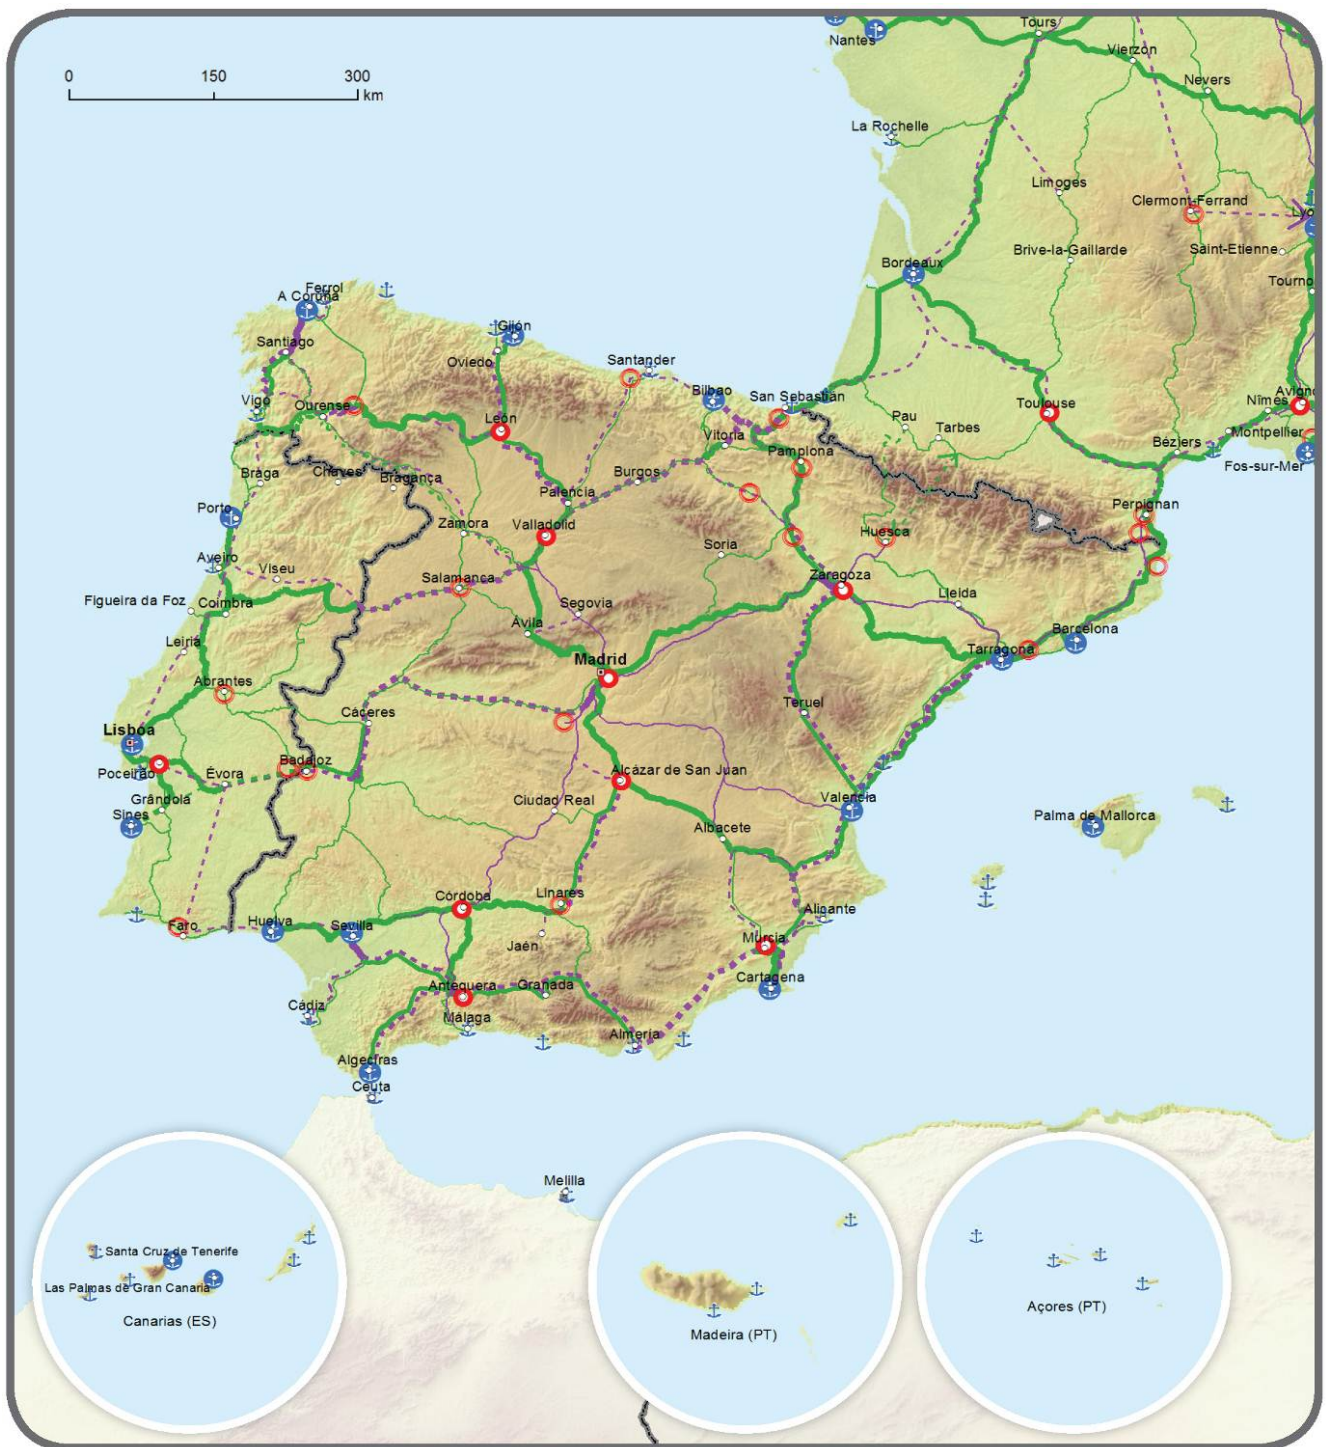 Tours
Nantes
Vierzon
0 150 300
km
Nevers
La Rochelle
Limoges
Clermont-Ferrand
Lyo
Brive-la-Gaillarde
Saint-Etienne
Bordeaux
Tourno
Ferrol
A Coruña
Gijón
Santiago
Oviedo
Santander
Bilbao
San Sebastián
Vigo
Ourense
León
Vitoria
Pau
Tarbes
Toulouse
Avigno
Nîmes
Montpellier
Béziers
Fos-sur-Mer
Pamplona
Braga
Chaves
Bragança
Burgos
Palencia
Perpignan
Porto
Zamora
Valladolid
Huesca
Soria
Aveiro
Viseu
Salamanca
Zaragoza
Lleida
Figueira da Foz
Coimbra
Segovia
Ávila
Barcelona
Leiria
Tarragona
Madrid
Abrantes
Cáceres
Teruel
Lisboa
Badajoz
Poceirão
Évora
Alcázar de San Juan
Grândola
Sines
Ciudad Real
Valencia
Palma de Mallorca
Albacete
Córdoba
Linares
Faro
Huelva
Sevilla
Alicante
Jaén
Murcia
Cartagena
Antequera
Granada
Cádiz
Málaga
Almería
Algeciras
Ceuta
Melilla
Santa Cruz de Tenerife
Las Palmas de Gran Canaria
Canarias (ES)
Madeira (PT)
Açores (PT)